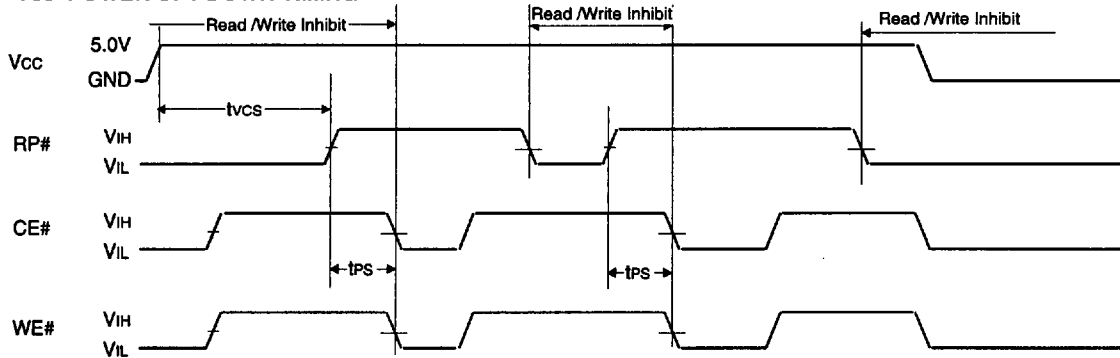 Read /Write Inhibit
Read /Write Inhibit
Read /Write Inhibit
Vcc
5.0V
GND
tVCS
RP#
VIH
VIL
CE#
VIH
VIL
tPS
tPS
WE#
VIH
VIL